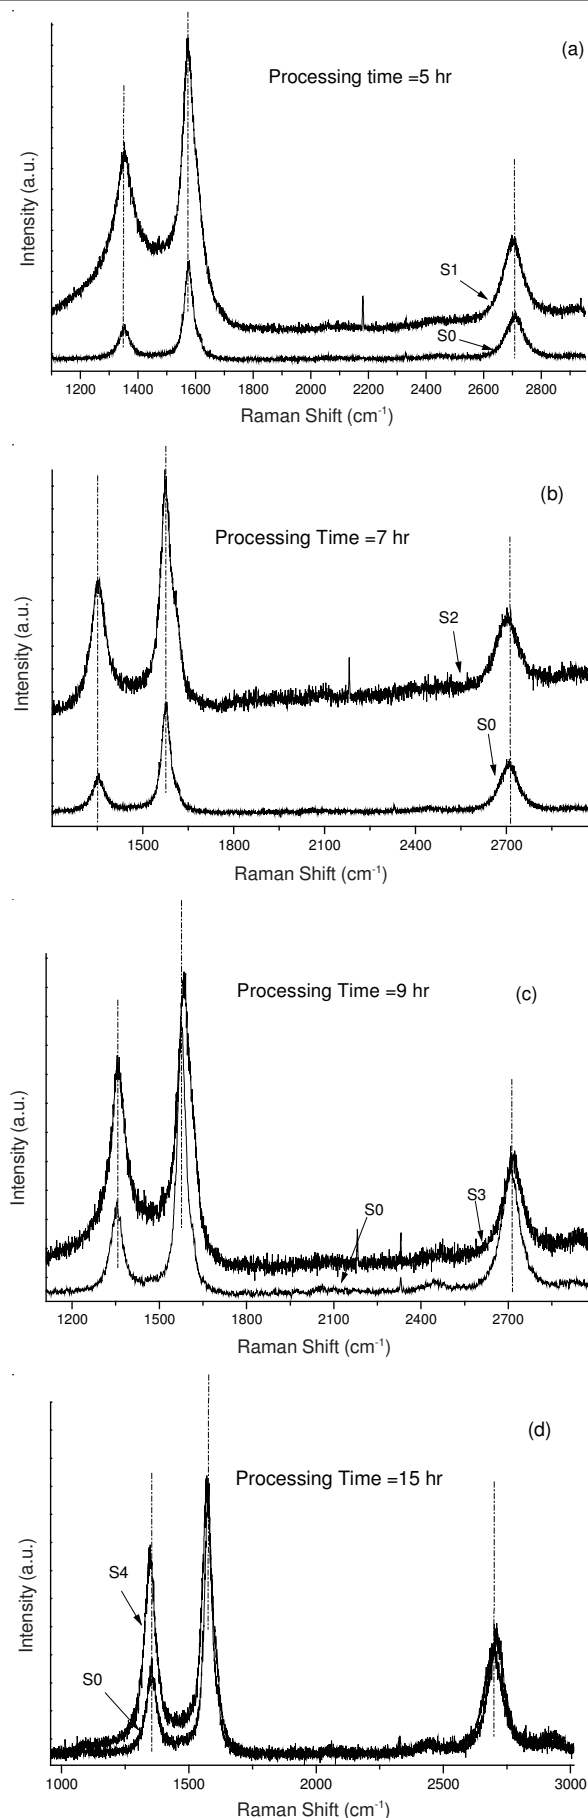 (a)
Processing time =5 hr
Intensity (a.u.)
S1
S0
1200 1400 1600 1800 2000 2200 2400 2600 2800
Raman Shift (cm-1)
(b)
Processing Time =7 hr
Intensity (a.u.)
S2
S0
1500 1800 2100 2400 2700
Raman Shift (cm-1)
Processing Time =9 hr
(c)
Intensity (a.u.)
S0
S3
1200 1500 1800 2100 2400 2700
Raman Shift (cm-1)
(d)
Processing Time =15 hr
Intensity (a.u.)
S4
S0
1000 1500 2000 2500 3000
Raman Shift (cm-1)